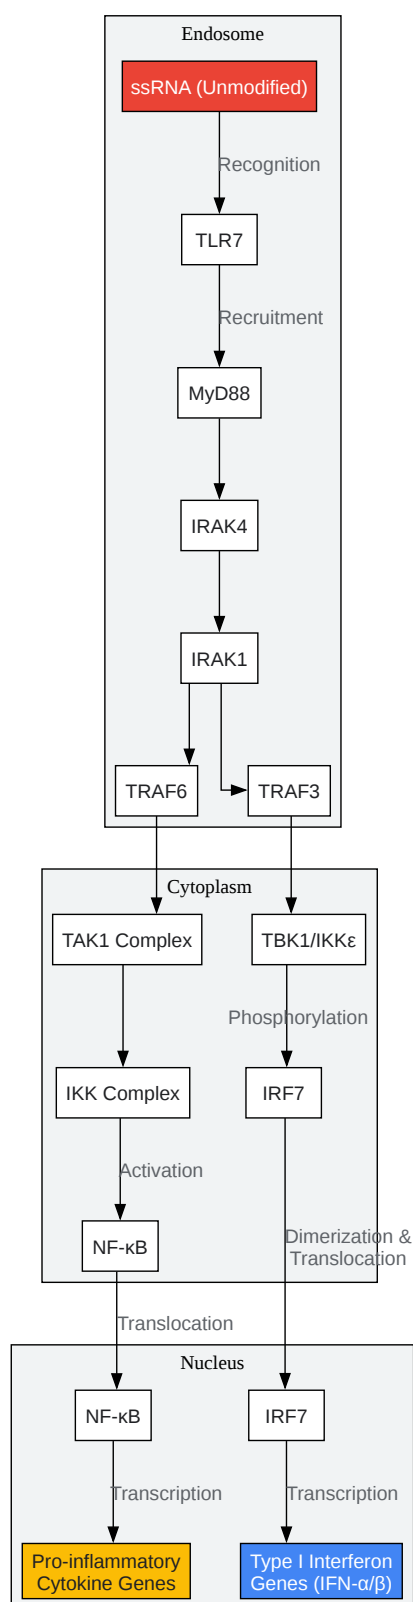 Endosome
ssRNA (Unmodified)
Recognition
TLR7
Recruitment
MyD88
IRAK4
IRAK1
TRAF6
TRAF3
Cytoplasm
TAK1 Complex
TBK1/IKKε
Phosphorylation
IKK Complex
IRF7
Activation
NF-κB
Dimerization &
Translocation
Translocation
Nucleus
NF-κB
IRF7
Transcription
Transcription
Pro-inflammatory
Cytokine Genes
Type I Interferon
Genes (IFN-α/β)